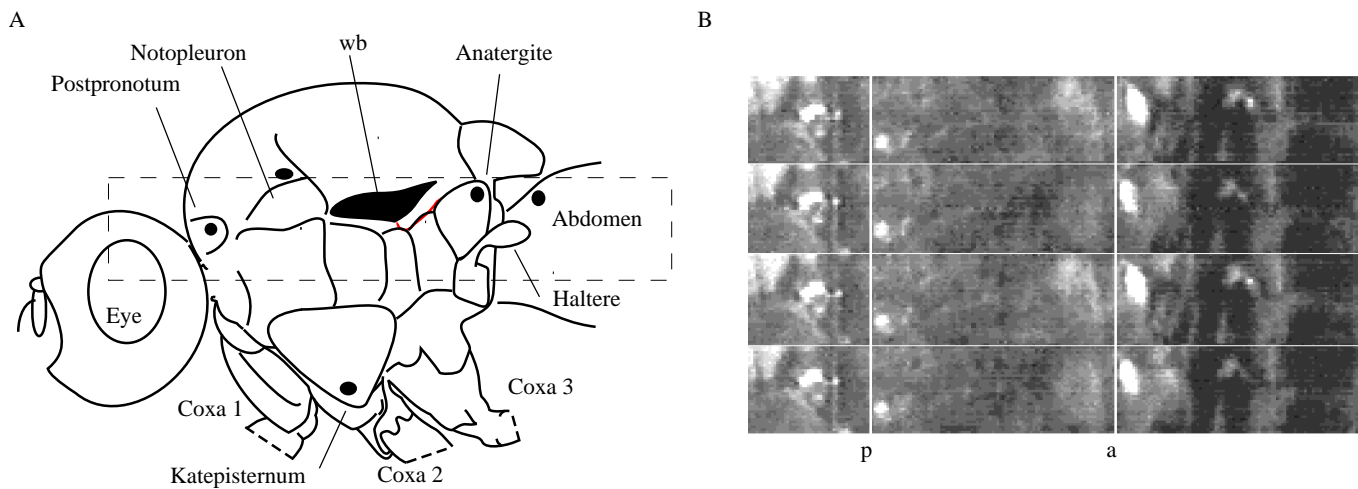 A
B
wb
Notopleuron
Anatergite
Postpronotum
Abdomen
Haltere
Eye
Coxa 3
Coxa 1
Katepisternum
Coxa 2
p
a